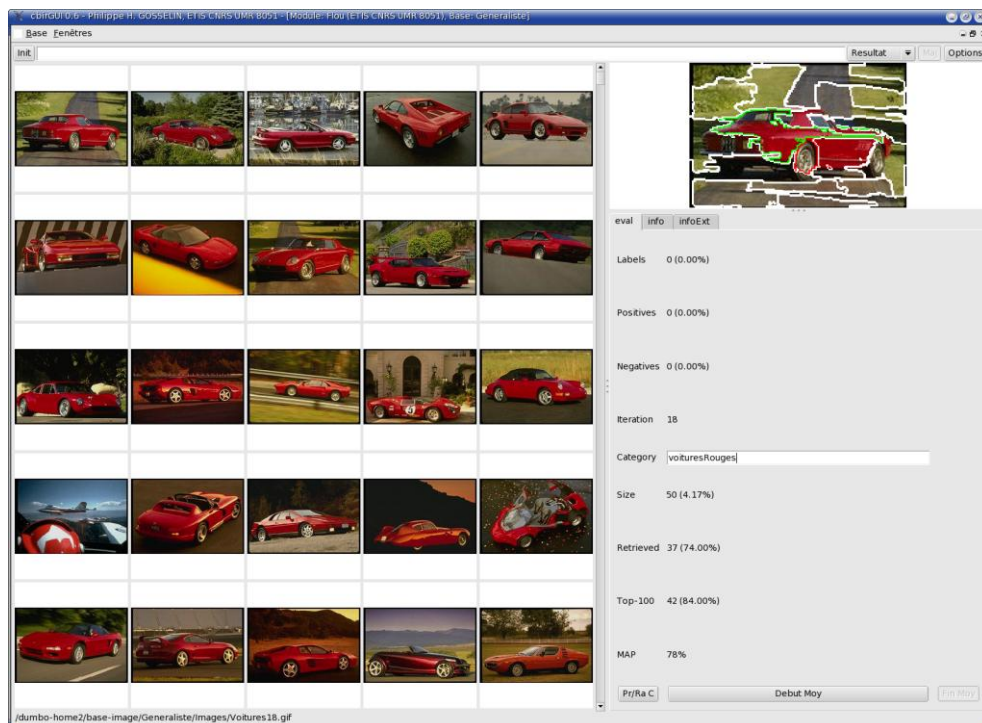 cbirGUI 0.6 - Philippe H. GOSSELIN, ETIS CNRS UMR 8051 - [Module: Flou (ETIS CNRS UMR 8051), Base: Generaliste]
Base Fenêtres
Init
Resultat
Maj
Options
eval info infoExt
Labels 0 (0.00%)
Positives 0 (0.00%)
Negatives 0 (0.00%)
Iteration 18
Category voituresRouges
Size 50 (4.17%)
Retrieved 37 (74.00%)
Top-100 42 (84.00%)
MAP 78%
Pr/Ra C
Debut Moy
Fin Moy
/dumbo-home2/base-image/Generaliste/Images/Voitures18.gif